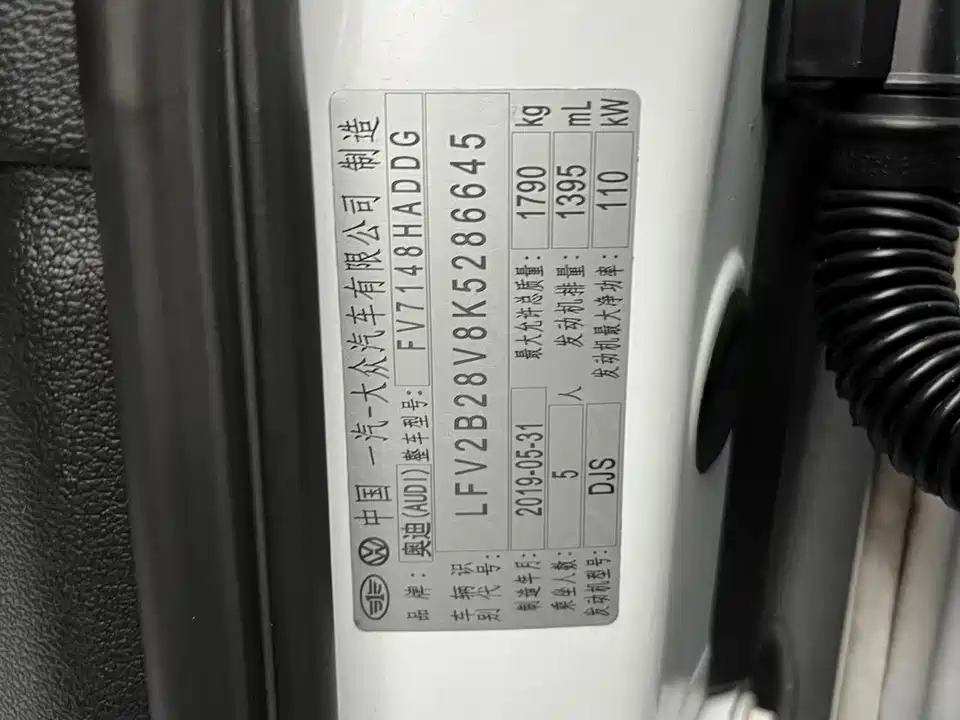 中国 一汽-大众汽车有限公司 制造
品牌: 奥迪(AUDI) 整车型号: FV7148HADDG
车辆识别代号: LFV2B28V8K5286645
制造年月: 2019-05-31 最大允许总质量: 1790 kg
乘坐人数: 5 人 发动机排量: 1395 mL
发动机型号: DJS 发动机最大净功率: 110 kW